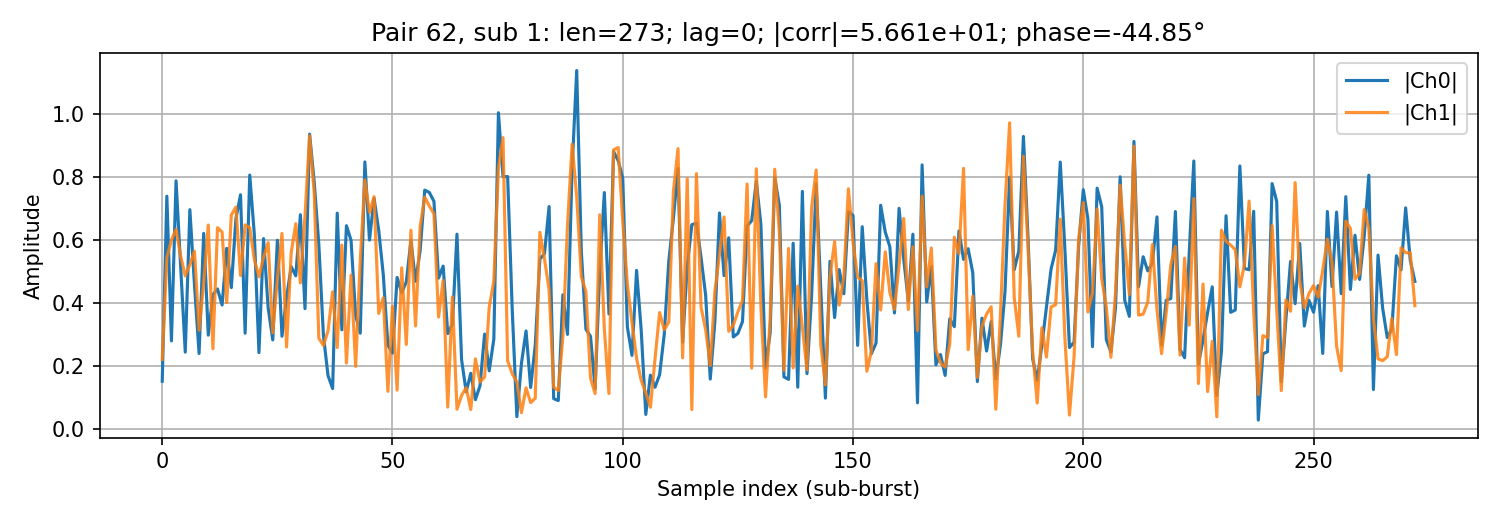 Pair 62, sub 1: len=273; lag=0; |corr|=5.661e+01; phase=-44.85°
|Ch0|
|Ch1|
Amplitude
1.0
0.8
0.6
0.4
0.2
0.0
0 50 100 150 200 250
Sample index (sub-burst)